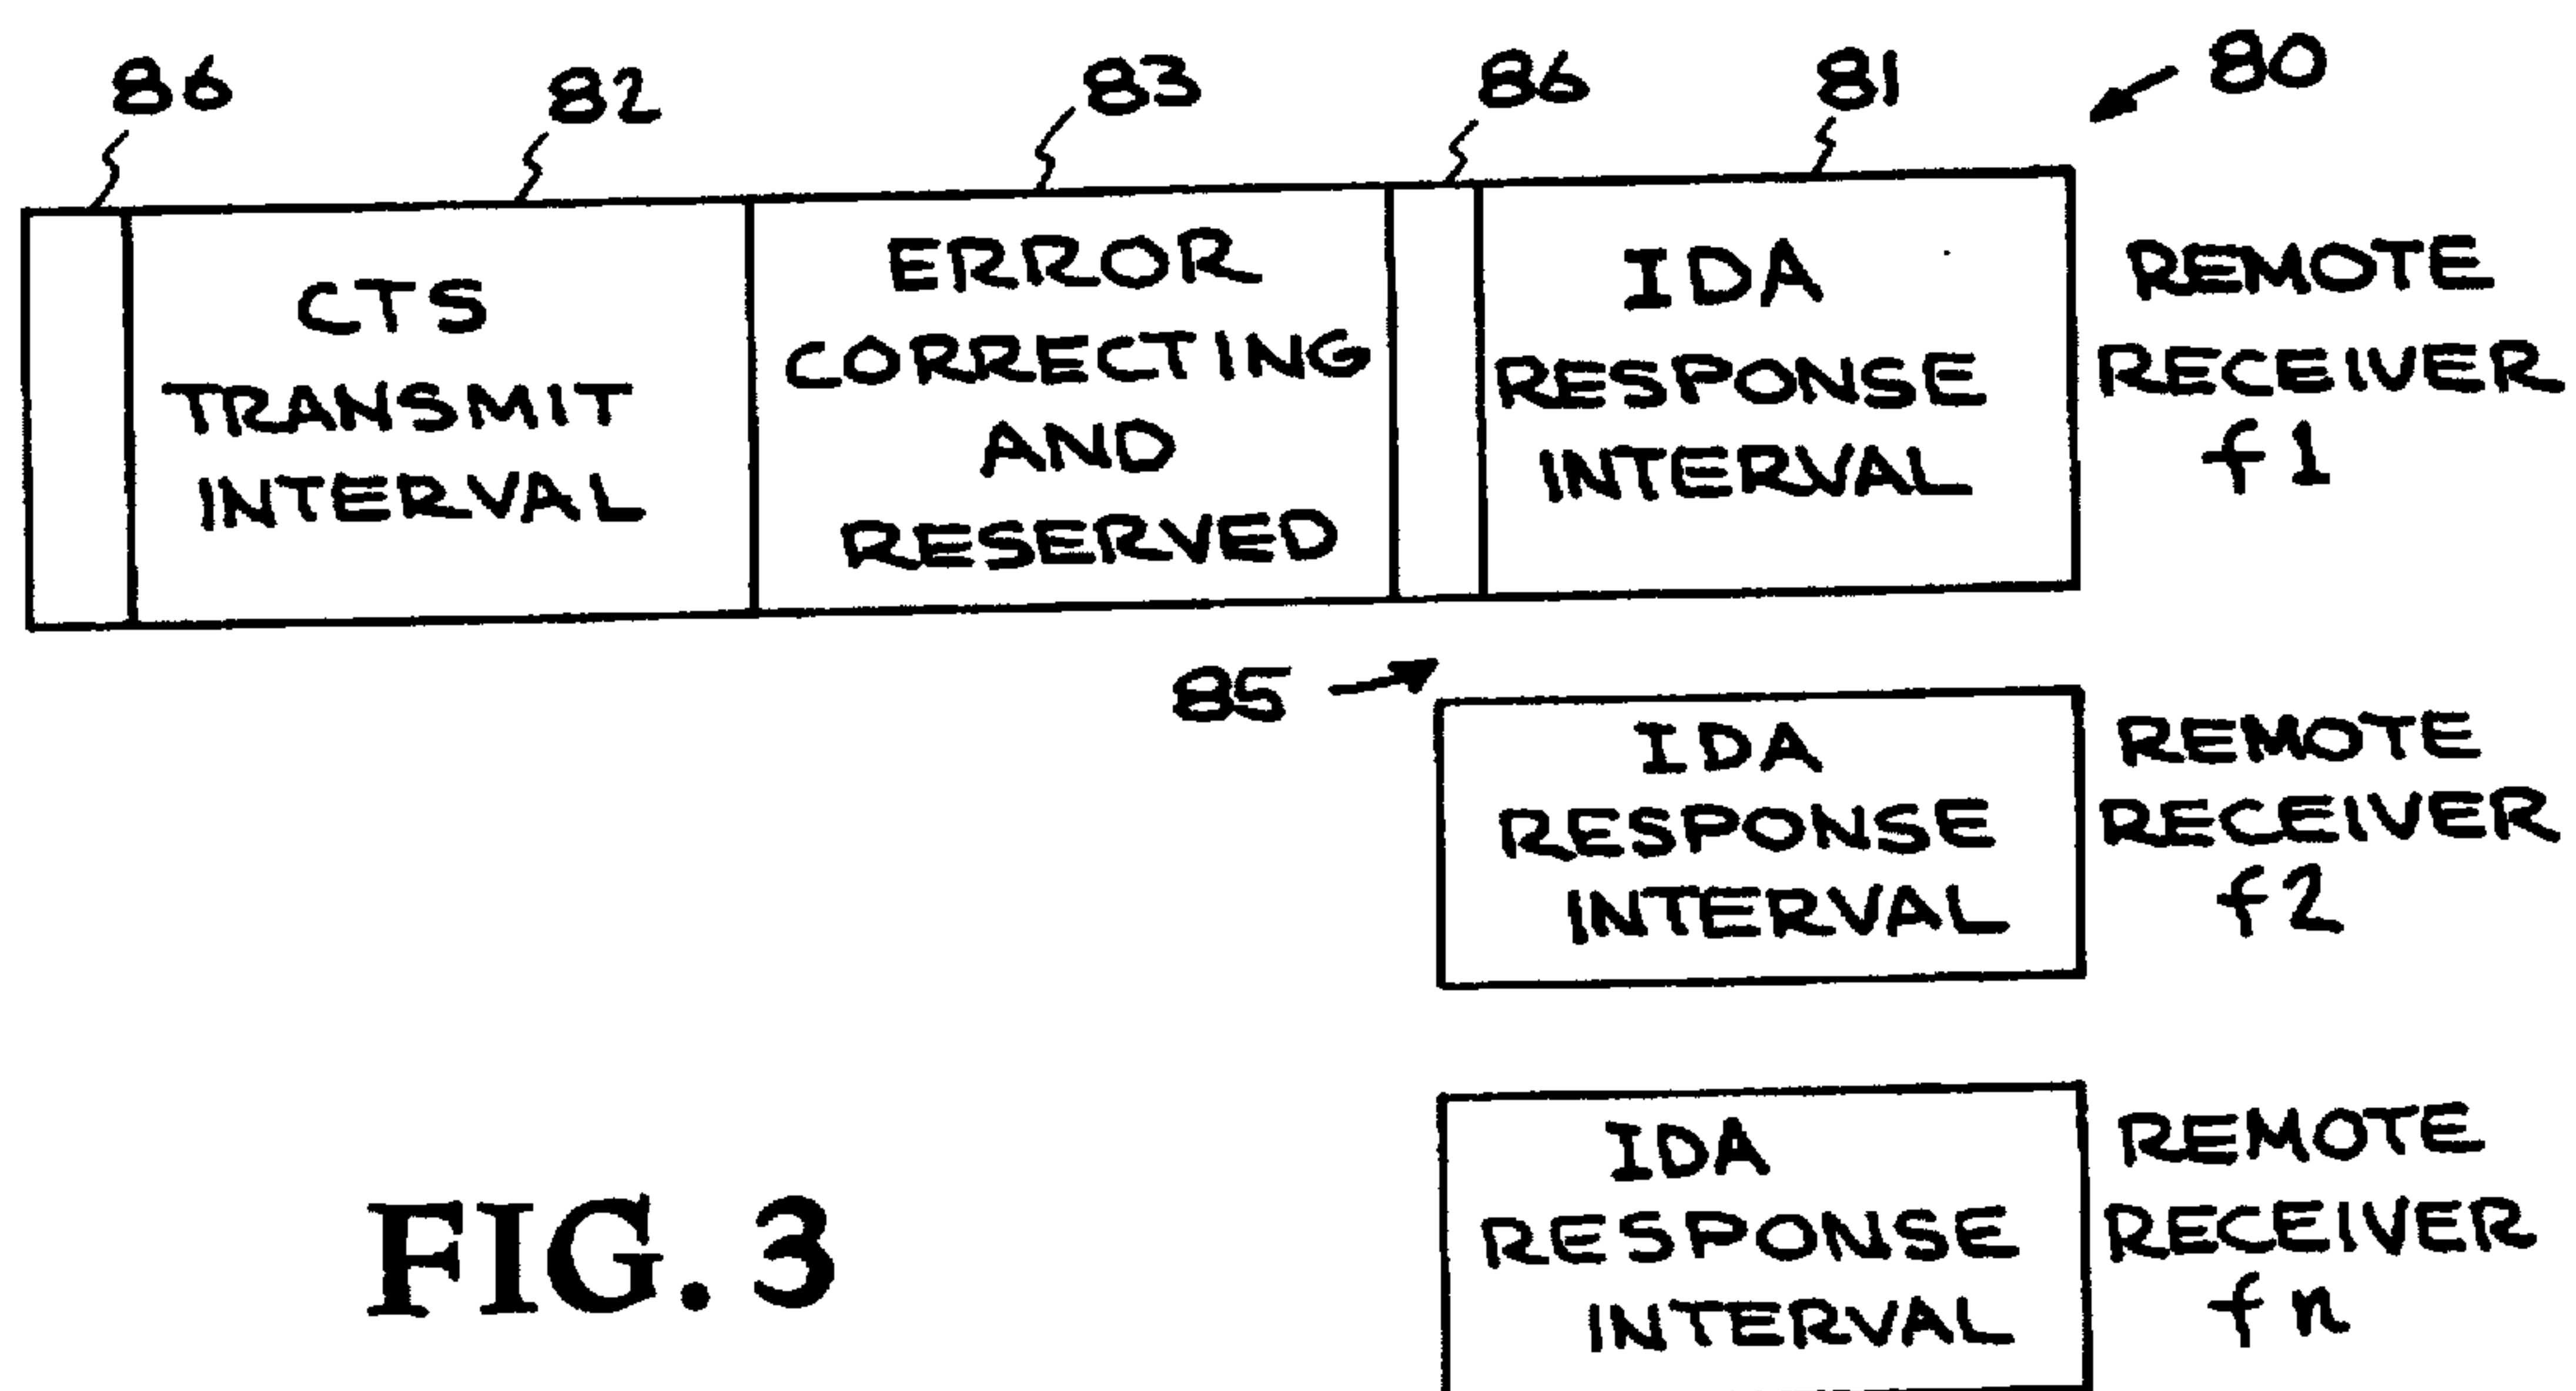 86
82
83
86
81
80
CTS
TRANSMIT
INTERVAL
ERROR
CORRECTING
AND
RESERVED
IDA
RESPONSE
INTERVAL
REMOTE
RECEIVER
f1
85
IDA
RESPONSE
INTERVAL
REMOTE
RECEIVER
f2
IDA
RESPONSE
INTERVAL
REMOTE
RECEIVER
fn
FIG. 3